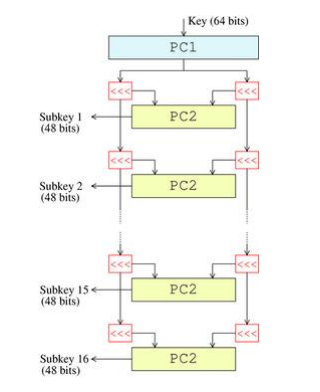 Key (64 bits)
PC1
<<< <<<
Subkey 1
(48 bits)
PC2
<<< <<<
Subkey 2
(48 bits)
PC2
<<< <<<
Subkey 15
(48 bits)
PC2
<<< <<<
Subkey 16
(48 bits)
PC2